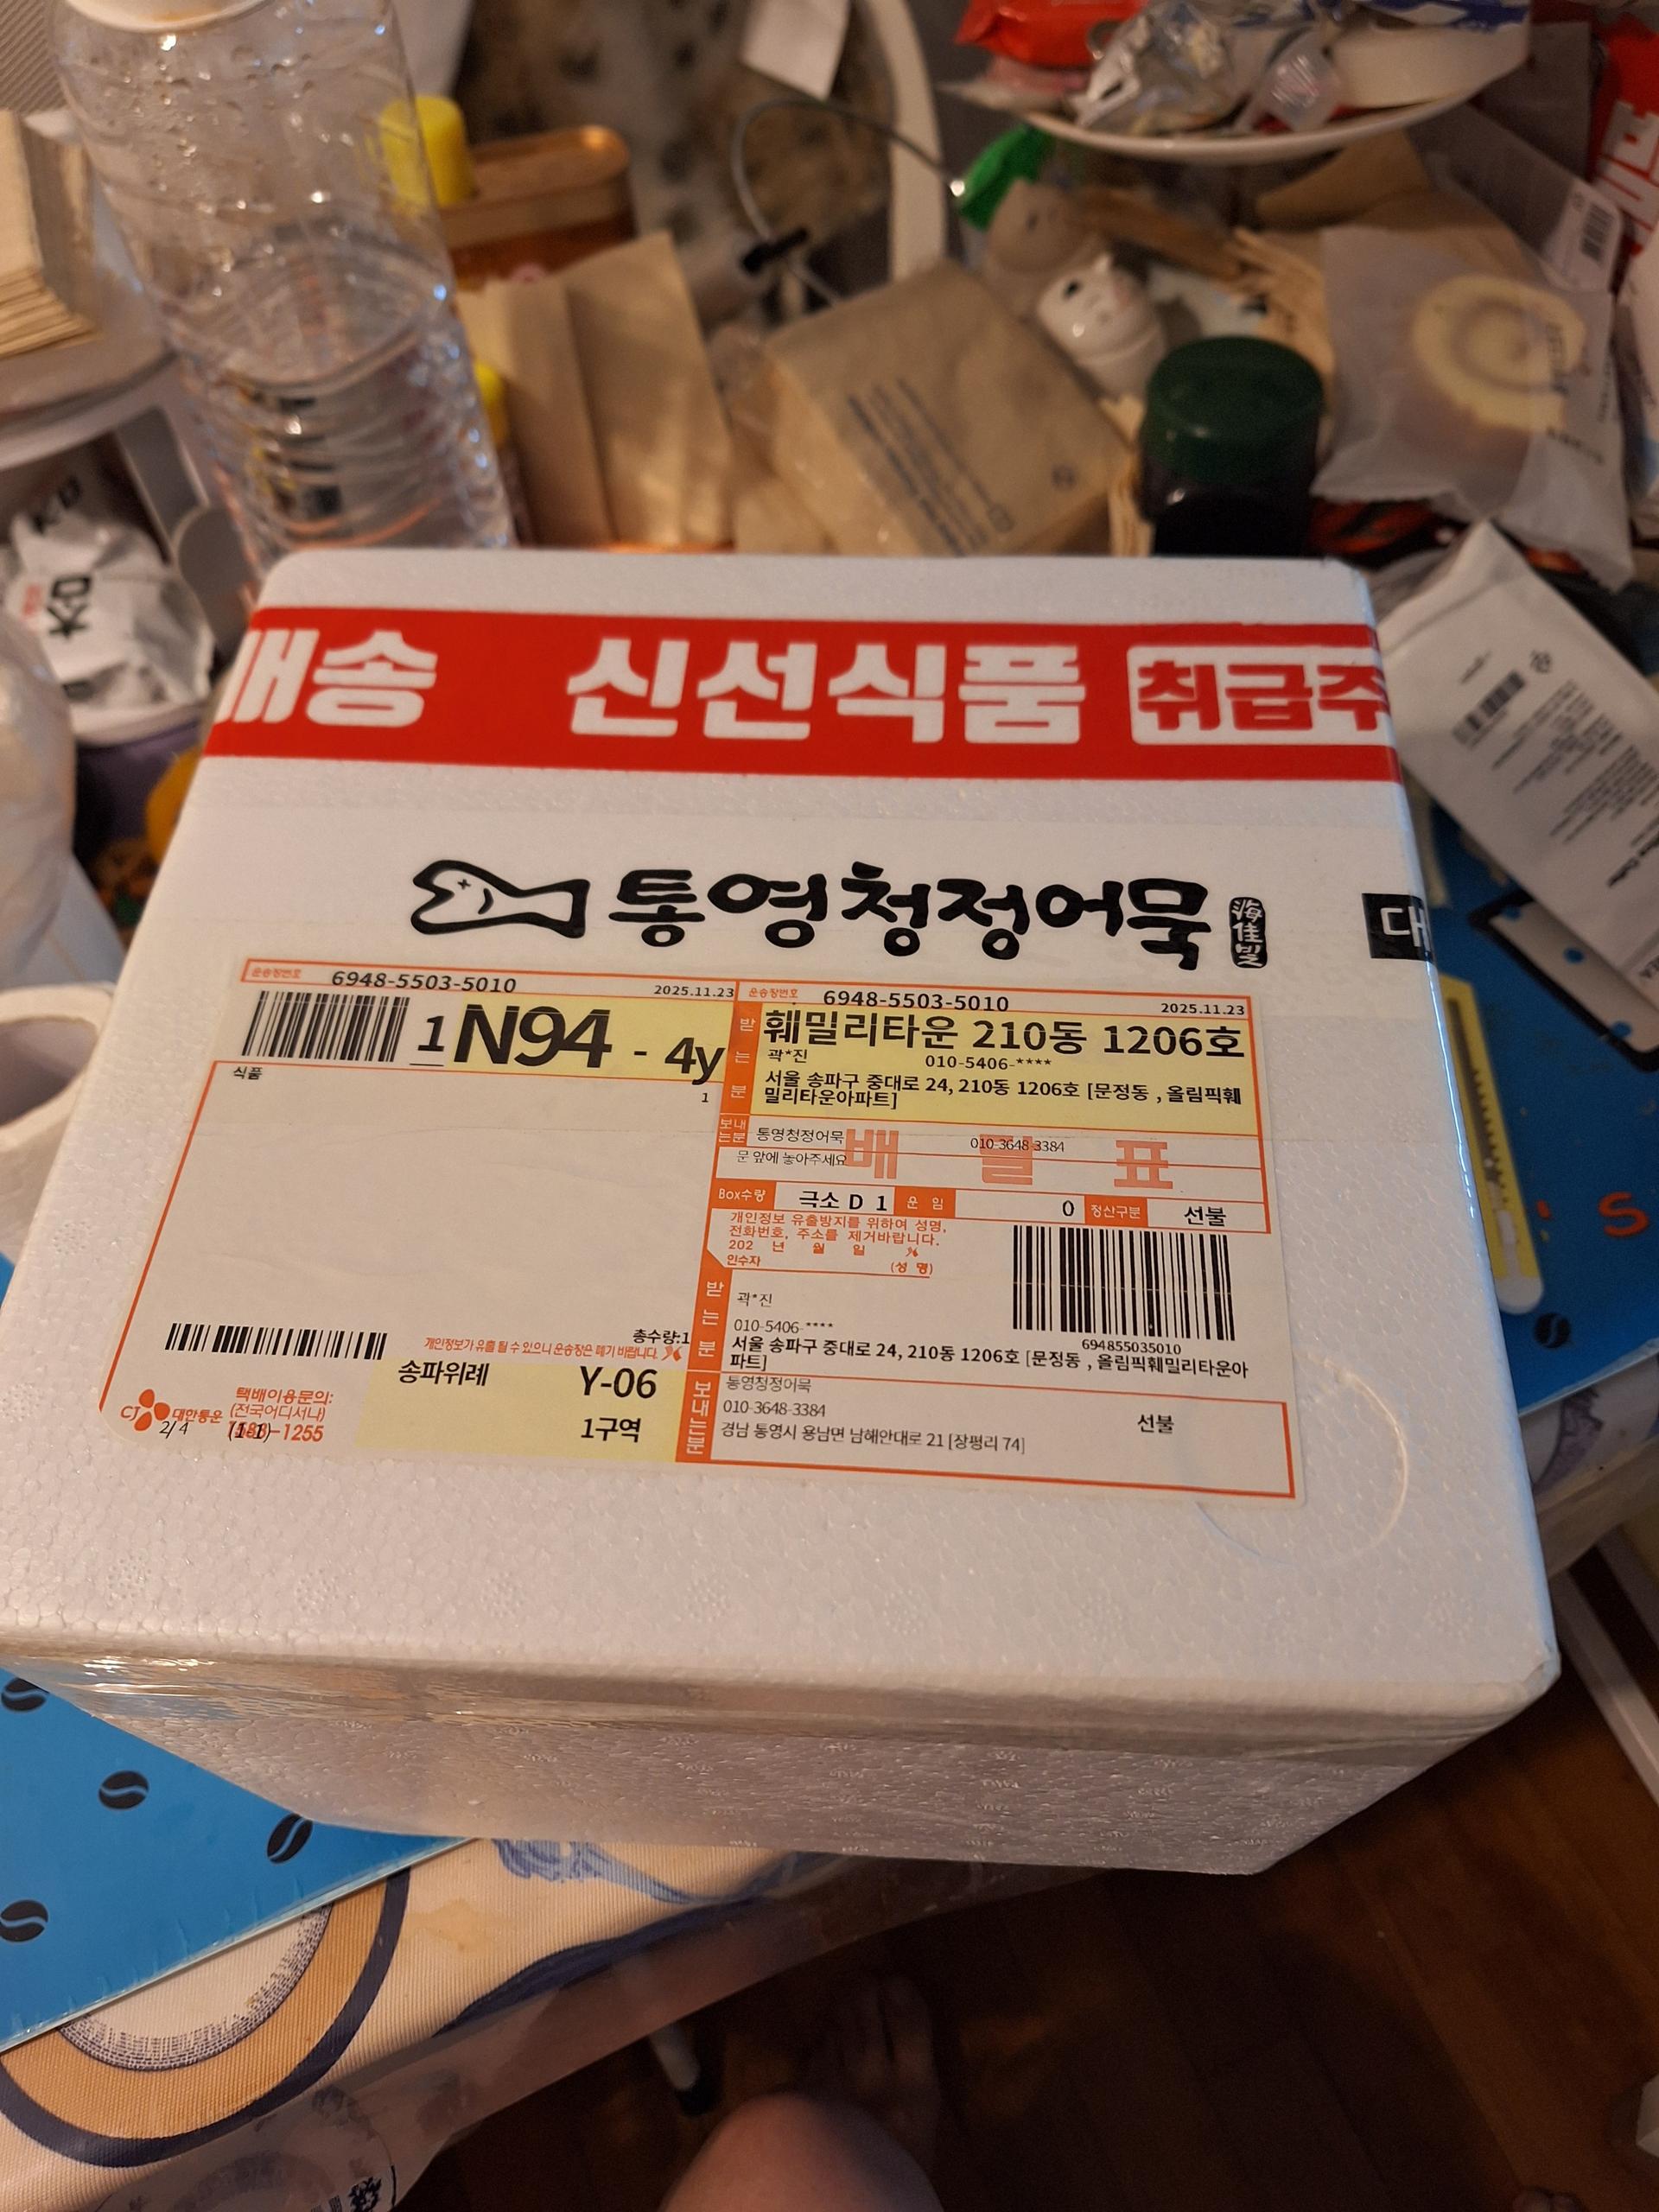 배송 신선식품 취급주
통영청정어묵
대
운송장번호 6948-5503-5010 2025.11.23
1 N94 - 4y
식품
1
운송장번호 6948-5503-5010 2025.11.23
받는분
훼밀리타운 210동 1206호
곽*진 010-5406-****
서울 송파구 중대로 24, 210동 1206호 [문정동 , 올림픽훼
밀리타운아파트]
보내는분
통영청정어묵 010-3648-3384
배달표
문 앞에 놓아주세요
Box수량 극소 D 1 운임 0 정산구분 선불
개인정보 유출방지를 위하여 성명,
전화번호, 주소를 제거바랍니다.
202 년 월 일
인수자 (성 명)
694855035010
받는분
곽*진
010-5406-****
서울 송파구 중대로 24, 210동 1206호 [문정동 , 올림픽훼밀리타운아
파트]
보내는분
통영청정어묵
010-3648-3384
선불
경남 통영시 용남면 남해안대로 21 [장평리 74]
총수량:1
개인정보가 유출 될 수 있으니 운송장은 폐기 바랍니다.
송파위례 Y-06
1구역
CJ 대한통운
택배이용문의:
(전국어디서나)
1588-1255
2/4 (1-1)